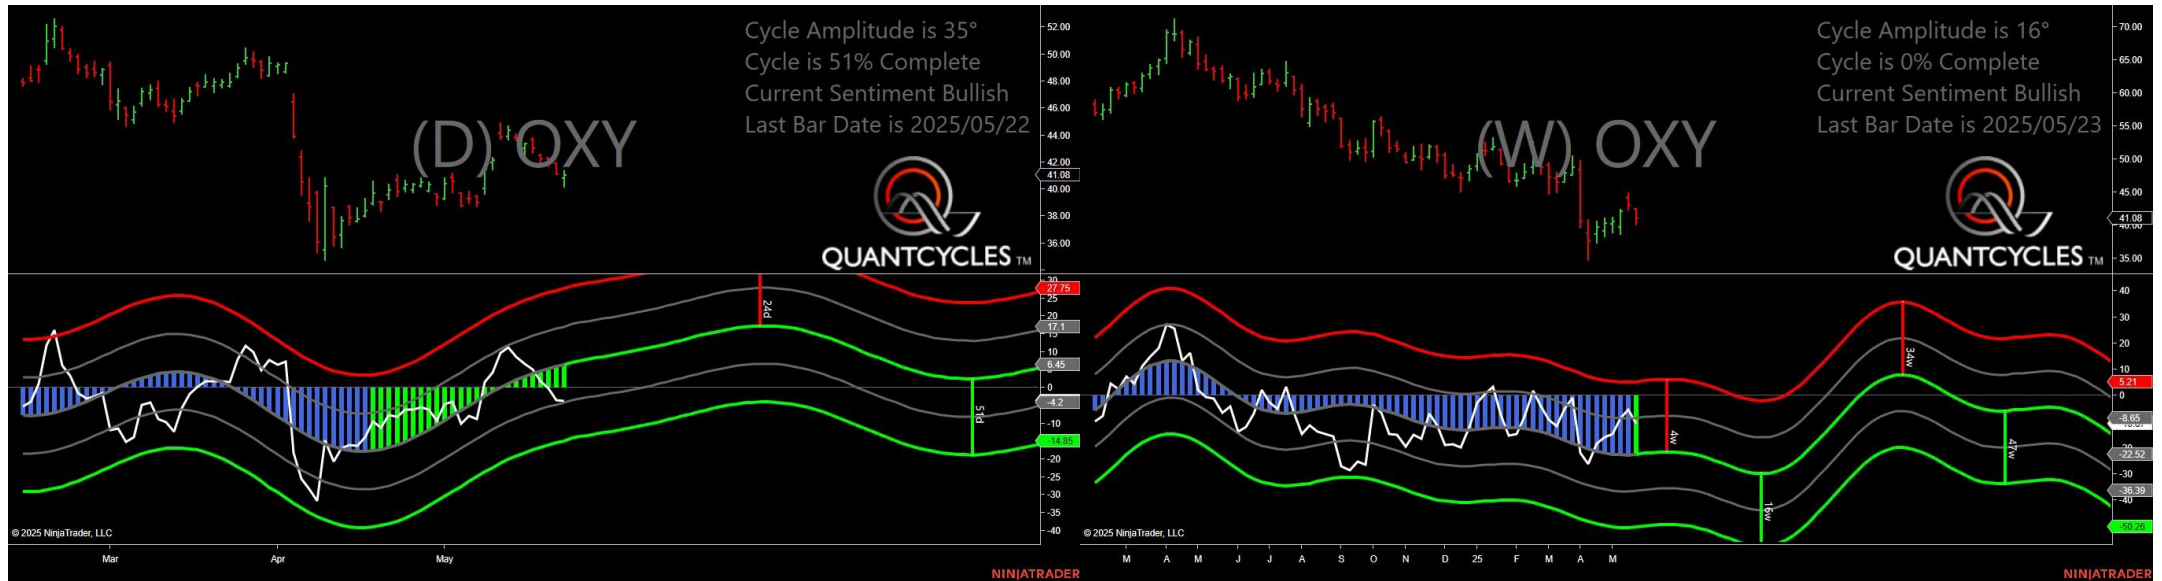 Cycle Amplitude is 35°
Cycle is 51% Complete
Current Sentiment Bullish
Last Bar Date is 2025/05/22
(D) OXY
QUANTCYCLES TM
52.00
50.00
48.00
46.00
44.00
42.00
41.08
40.00
38.00
36.00
24d
51d
30
27.75
25
20
17.1
10
6.45
0
-4.2
-10
-14.85
-20
-25
-30
-35
-40
© 2025 NinjaTrader, LLC
Mar Apr May
NINJATRADER
Cycle Amplitude is 16°
Cycle is 0% Complete
Current Sentiment Bullish
Last Bar Date is 2025/05/23
(W) OXY
QUANTCYCLES TM
70.00
65.00
60.00
55.00
50.00
45.00
41.08
40.00
35.00
4w
16w
34w
47w
40
30
20
10
5.21
0
-8.65
-22.52
-30
-36.39
-40
-50.26
© 2025 NinjaTrader, LLC
M A M J J A S O N D 25 F M A M
NINJATRADER